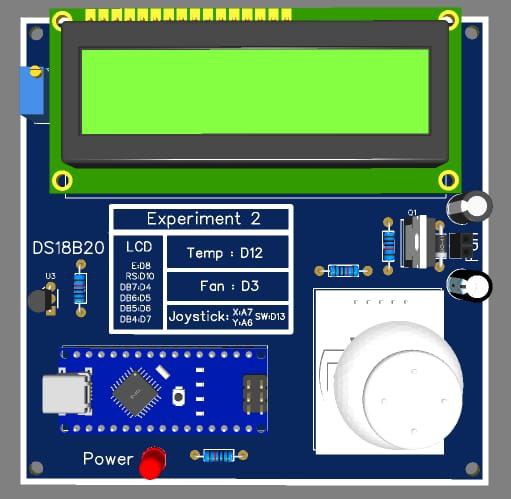 Experiment 2
DS18B20
LCD
E:D8
RS:D10
DB7:D4
DB6:D5
DB5:D6
DB4:D7
Temp : D12
Fan : D3
Joystick: X:A7 SW:D13
Y:A6
Q1
U3
Power